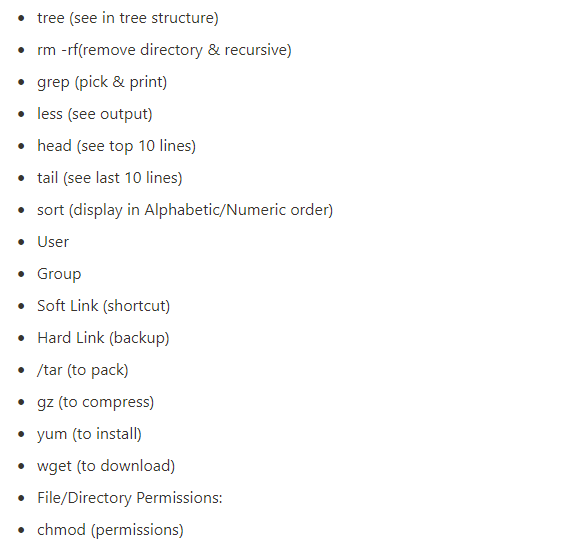 • tree (see in tree structure)
• rm -rf(remove directory & recursive)
• grep (pick & print)
• less (see output)
• head (see top 10 lines)
• tail (see last 10 lines)
• sort (display in Alphabetic/Numeric order)
• User
• Group
• Soft Link (shortcut)
• Hard Link (backup)
• /tar (to pack)
• gz (to compress)
• yum (to install)
• wget (to download)
• File/Directory Permissions:
• chmod (permissions)